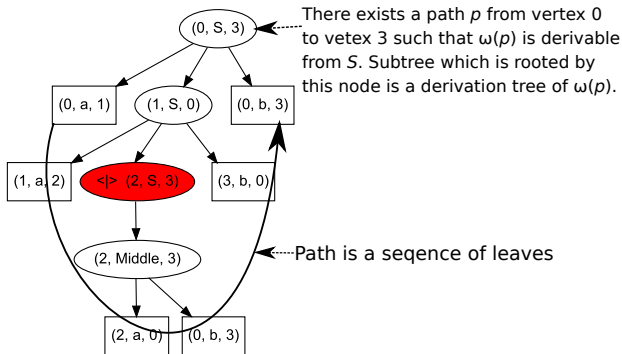 (0, S, 3)
There exists a path p from vertex 0
to vetex 3 such that ω(p) is derivable
from S. Subtree which is rooted by
this node is a derivation tree of ω(p).
(0, a, 1)
(1, S, 0)
(0, b, 3)
(1, a, 2)
<|> (2, S, 3)
(3, b, 0)
(2, Middle, 3)
Path is a seqence of leaves
(2, a, 0)
(0, b, 3)